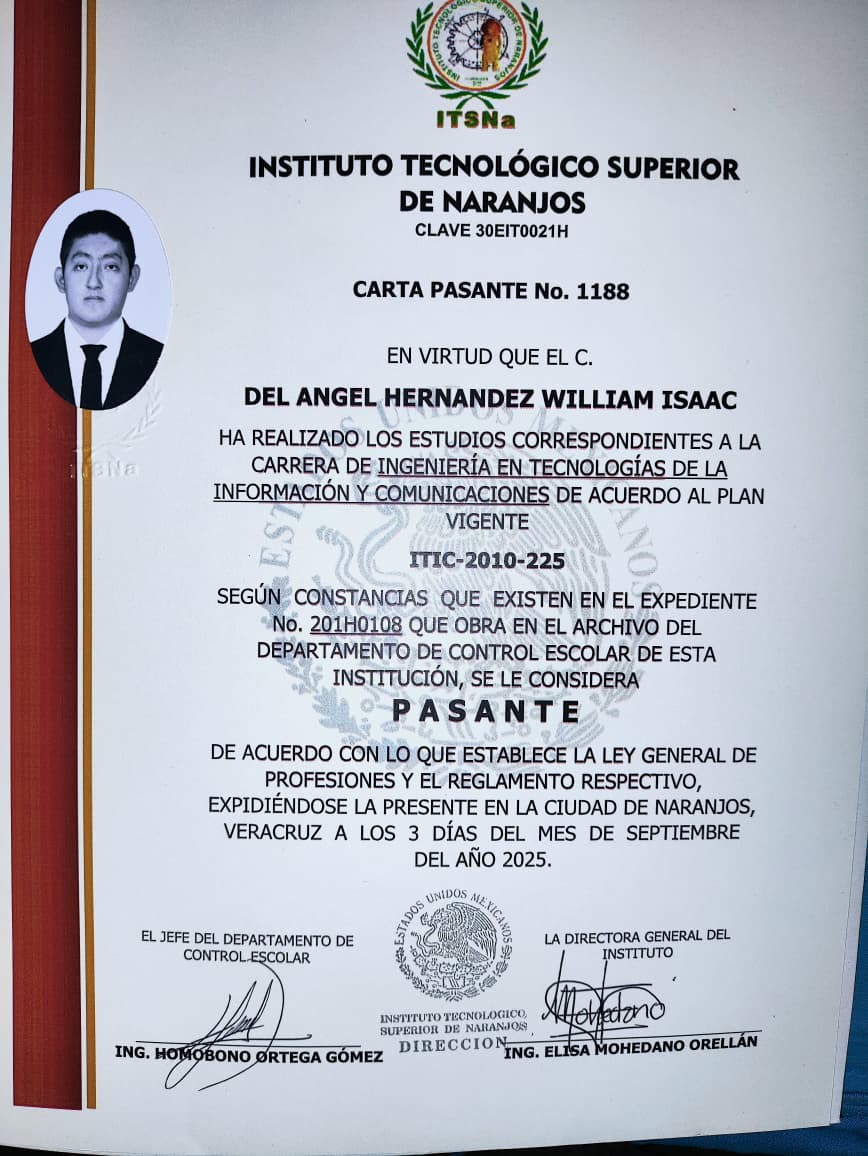 INSTITUTO TECNOLÓGICO SUPERIOR DE NARANJOS
ITSNa
INSTITUTO TECNOLÓGICO SUPERIOR
DE NARANJOS
CLAVE 30EIT0021H
CARTA PASANTE No. 1188
EN VIRTUD QUE EL C.
DEL ANGEL HERNANDEZ WILLIAM ISAAC
HA REALIZADO LOS ESTUDIOS CORRESPONDIENTES A LA
CARRERA DE INGENIERÍA EN TECNOLOGÍAS DE LA
INFORMACIÓN Y COMUNICACIONES DE ACUERDO AL PLAN
VIGENTE
ITIC-2010-225
SEGÚN CONSTANCIAS QUE EXISTEN EN EL EXPEDIENTE
No. 201H0108 QUE OBRA EN EL ARCHIVO DEL
DEPARTAMENTO DE CONTROL ESCOLAR DE ESTA
INSTITUCIÓN, SE LE CONSIDERA
PASANTE
DE ACUERDO CON LO QUE ESTABLECE LA LEY GENERAL DE
PROFESIONES Y EL REGLAMENTO RESPECTIVO,
EXPIDIÉNDOSE LA PRESENTE EN LA CIUDAD DE NARANJOS,
VERACRUZ A LOS 3 DÍAS DEL MES DE SEPTIEMBRE
DEL AÑO 2025.
ESTADOS UNIDOS MEXICANOS
ITSNa
EL JEFE DEL DEPARTAMENTO DE
CONTROL ESCOLAR
ING. HOMOBONO ORTEGA GÓMEZ
ESTADOS UNIDOS MEXICANOS
INSTITUTO TECNOLOGICO
SUPERIOR DE NARANJOS
DIRECCION
LA DIRECTORA GENERAL DEL
INSTITUTO
Mohedano
ING. ELISA MOHEDANO ORELLÁN